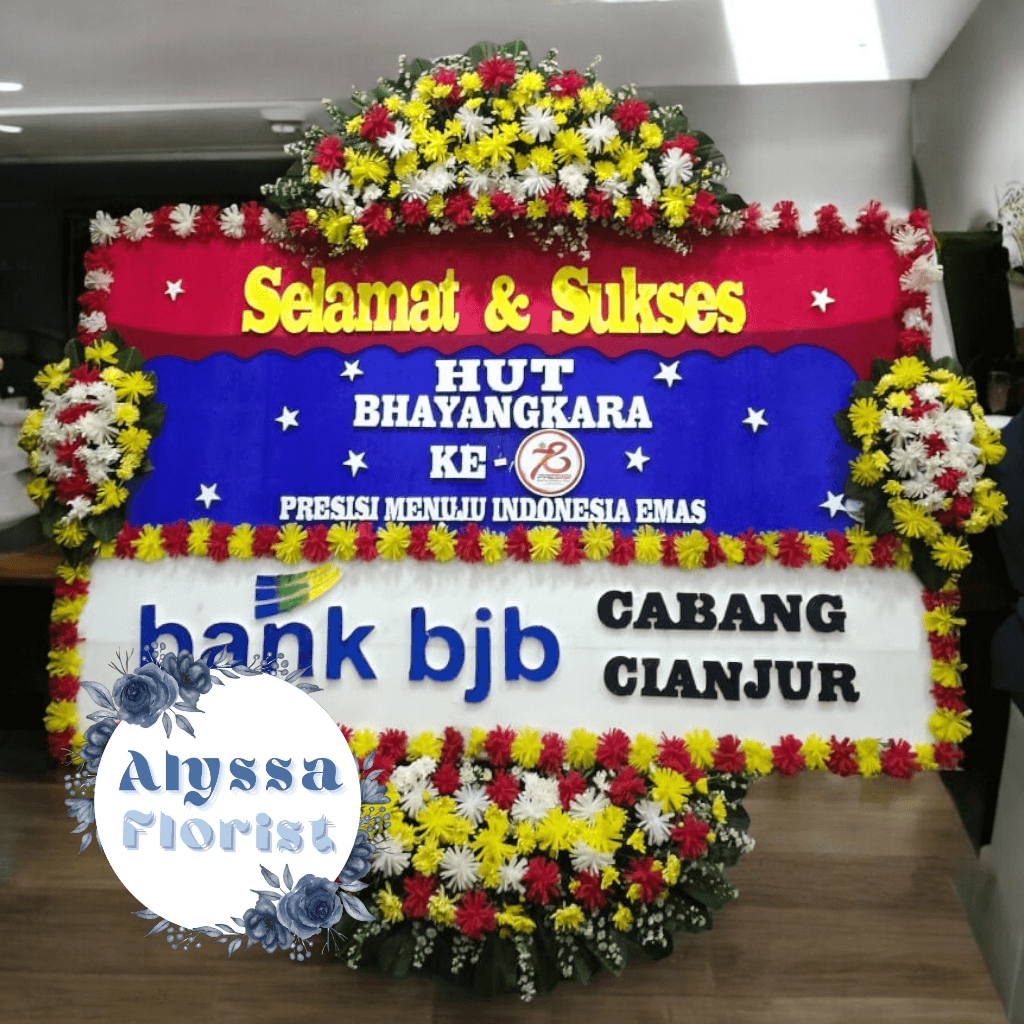 Selamat & Sukses
HUT
BHAYANGKARA
KE - 78
PRESISI
PRESISI MENUJU INDONESIA EMAS
bank bjb
CABANG
CIANJUR
Alyssa
Florist